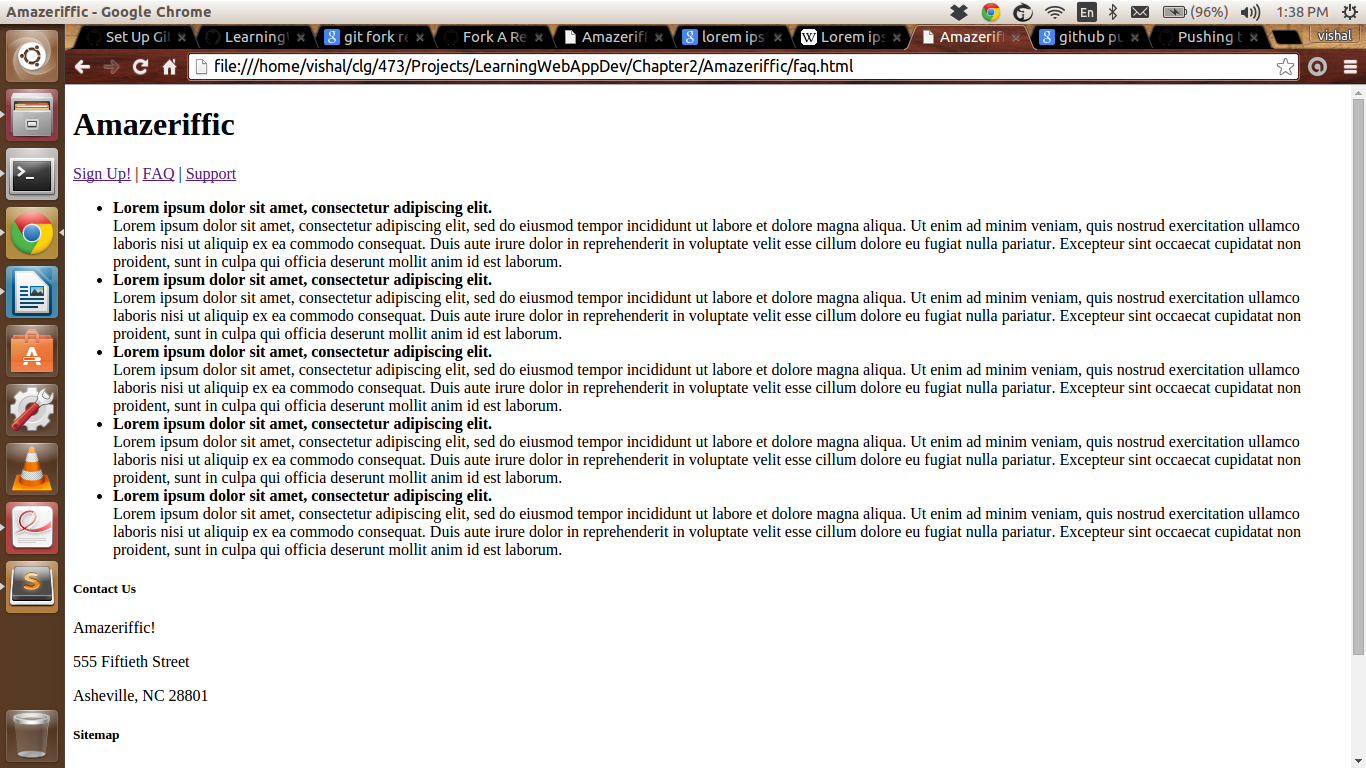 Amazeriffic - Google Chrome
En
(96%)
1:38 PM
Set Up Gi
Learning
git fork r
Fork A Re
Amazerif
lorem ips
Lorem ip
Amazerif
github p
Pushing t
vishal
file:///home/vishal/clg/473/Projects/LearningWebAppDev/Chapter2/Amazeriffic/faq.html
Amazeriffic
Sign Up! | FAQ | Support
Lorem ipsum dolor sit amet, consectetur adipiscing elit.
Lorem ipsum dolor sit amet, consectetur adipiscing elit, sed do eiusmod tempor incididunt ut labore et dolore magna aliqua. Ut enim ad minim veniam, quis nostrud exercitation ullamco
laboris nisi ut aliquip ex ea commodo consequat. Duis aute irure dolor in reprehenderit in voluptate velit esse cillum dolore eu fugiat nulla pariatur. Excepteur sint occaecat cupidatat non
proident, sunt in culpa qui officia deserunt mollit anim id est laborum.
Lorem ipsum dolor sit amet, consectetur adipiscing elit.
Lorem ipsum dolor sit amet, consectetur adipiscing elit, sed do eiusmod tempor incididunt ut labore et dolore magna aliqua. Ut enim ad minim veniam, quis nostrud exercitation ullamco
laboris nisi ut aliquip ex ea commodo consequat. Duis aute irure dolor in reprehenderit in voluptate velit esse cillum dolore eu fugiat nulla pariatur. Excepteur sint occaecat cupidatat non
proident, sunt in culpa qui officia deserunt mollit anim id est laborum.
Lorem ipsum dolor sit amet, consectetur adipiscing elit.
Lorem ipsum dolor sit amet, consectetur adipiscing elit, sed do eiusmod tempor incididunt ut labore et dolore magna aliqua. Ut enim ad minim veniam, quis nostrud exercitation ullamco
laboris nisi ut aliquip ex ea commodo consequat. Duis aute irure dolor in reprehenderit in voluptate velit esse cillum dolore eu fugiat nulla pariatur. Excepteur sint occaecat cupidatat non
proident, sunt in culpa qui officia deserunt mollit anim id est laborum.
Lorem ipsum dolor sit amet, consectetur adipiscing elit.
Lorem ipsum dolor sit amet, consectetur adipiscing elit, sed do eiusmod tempor incididunt ut labore et dolore magna aliqua. Ut enim ad minim veniam, quis nostrud exercitation ullamco
laboris nisi ut aliquip ex ea commodo consequat. Duis aute irure dolor in reprehenderit in voluptate velit esse cillum dolore eu fugiat nulla pariatur. Excepteur sint occaecat cupidatat non
proident, sunt in culpa qui officia deserunt mollit anim id est laborum.
Lorem ipsum dolor sit amet, consectetur adipiscing elit.
Lorem ipsum dolor sit amet, consectetur adipiscing elit, sed do eiusmod tempor incididunt ut labore et dolore magna aliqua. Ut enim ad minim veniam, quis nostrud exercitation ullamco
laboris nisi ut aliquip ex ea commodo consequat. Duis aute irure dolor in reprehenderit in voluptate velit esse cillum dolore eu fugiat nulla pariatur. Excepteur sint occaecat cupidatat non
proident, sunt in culpa qui officia deserunt mollit anim id est laborum.
Contact Us
Amazeriffic!
555 Fiftieth Street
Asheville, NC 28801
Sitemap